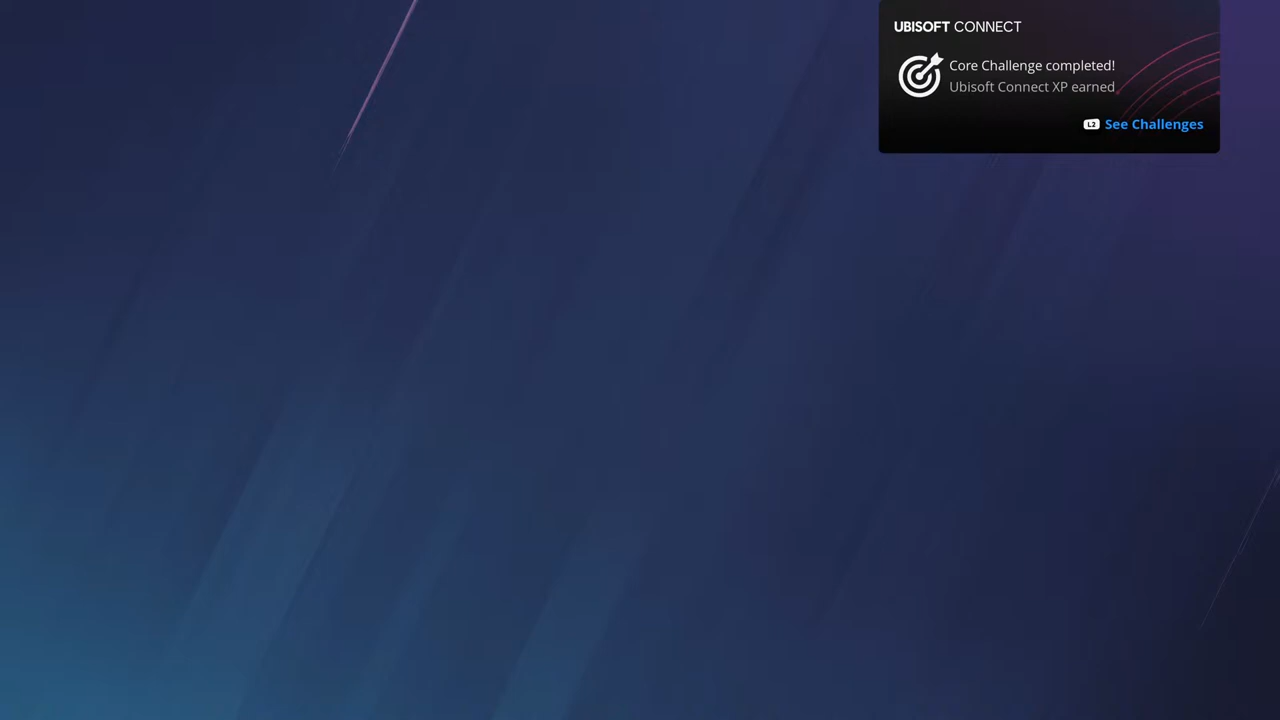 UBISOFT CONNECT
Core Challenge completed!
Ubisoft Connect XP earned
L2 See Challenges